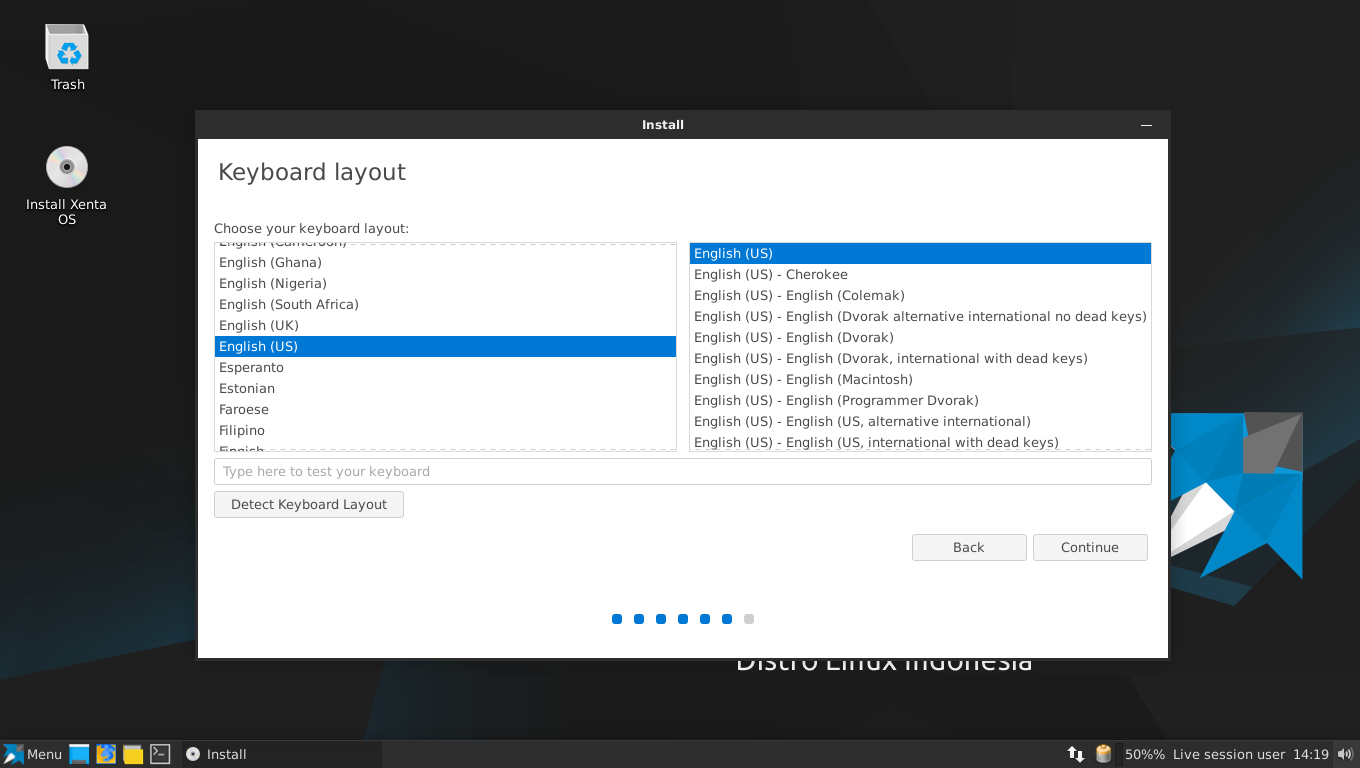 Trash
Install Xenta
OS
Install
Keyboard layout
Choose your keyboard layout:
English (Cameroon)
English (Ghana)
English (Nigeria)
English (South Africa)
English (UK)
English (US)
Esperanto
Estonian
Faroese
Filipino
Finnish
English (US)
English (US) - Cherokee
English (US) - English (Colemak)
English (US) - English (Dvorak alternative international no dead keys)
English (US) - English (Dvorak)
English (US) - English (Dvorak, international with dead keys)
English (US) - English (Macintosh)
English (US) - English (Programmer Dvorak)
English (US) - English (US, alternative international)
English (US) - English (US, international with dead keys)
Type here to test your keyboard
Detect Keyboard Layout
Back
Continue
Distro Linux Indonesia
Menu
Install
50%% Live session user 14:19